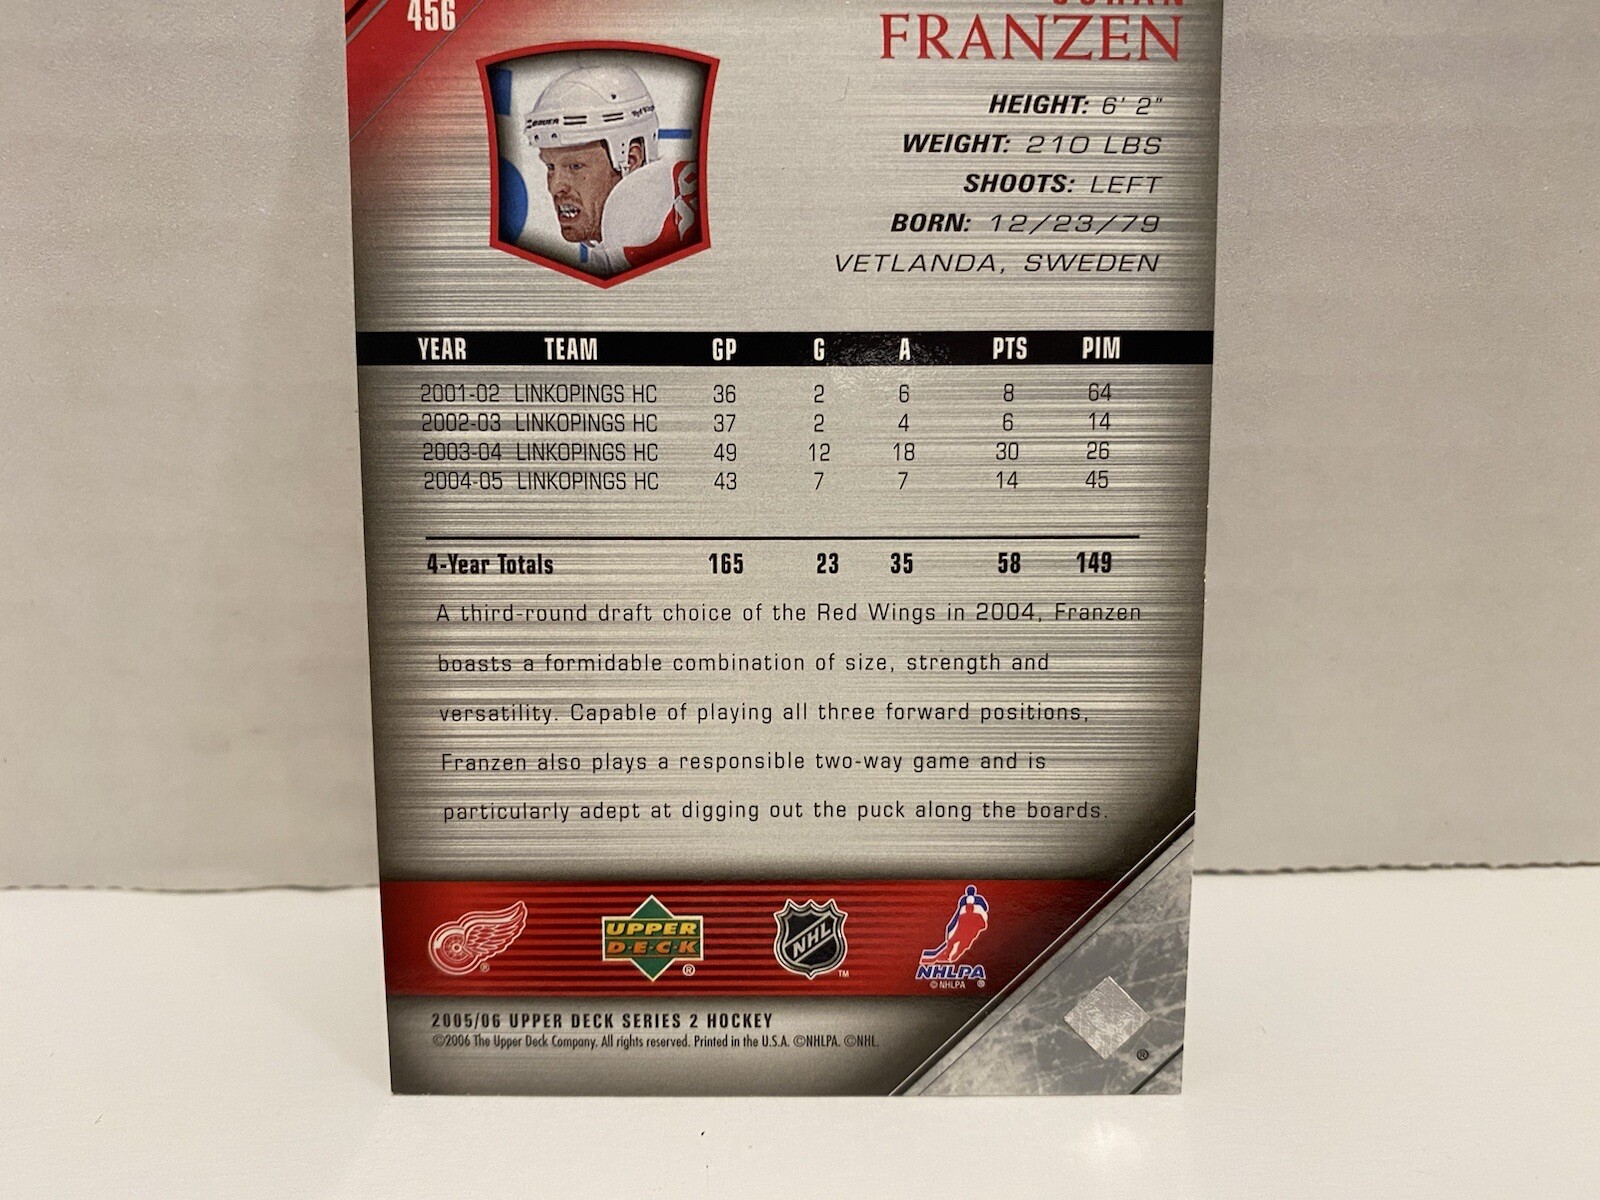 456
JOHAN
FRANZEN
HEIGHT: 6' 2"
WEIGHT: 210 LBS
SHOOTS: LEFT
BORN: 12/23/79
VETLANDA, SWEDEN
BAUER
Red Wings
YEAR TEAM GP G A PTS PIM
2001-02 LINKOPINGS HC 36 2 6 8 64
2002-03 LINKOPINGS HC 37 2 4 6 14
2003-04 LINKOPINGS HC 49 12 18 30 26
2004-05 LINKOPINGS HC 43 7 7 14 45
4-Year Totals 165 23 35 58 149
A third-round draft choice of the Red Wings in 2004, Franzen
boasts a formidable combination of size, strength and
versatility. Capable of playing all three forward positions,
Franzen also plays a responsible two-way game and is
particularly adept at digging out the puck along the boards.
®
UPPER
D·E·C·K
®
NHL
™
NHLPA
© NHLPA ®
2005/06 UPPER DECK SERIES 2 HOCKEY
©2006 The Upper Deck Company. All rights reserved. Printed in the U.S.A. ©NHLPA. ©NHL.
®